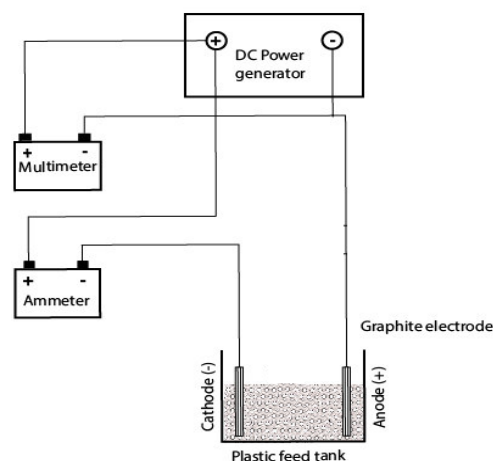 + -
DC Power
generator
+ -
Multimeter
+ -
Ammeter
Graphite electrode
Cathode (-)
Anode (+)
Plastic feed tank